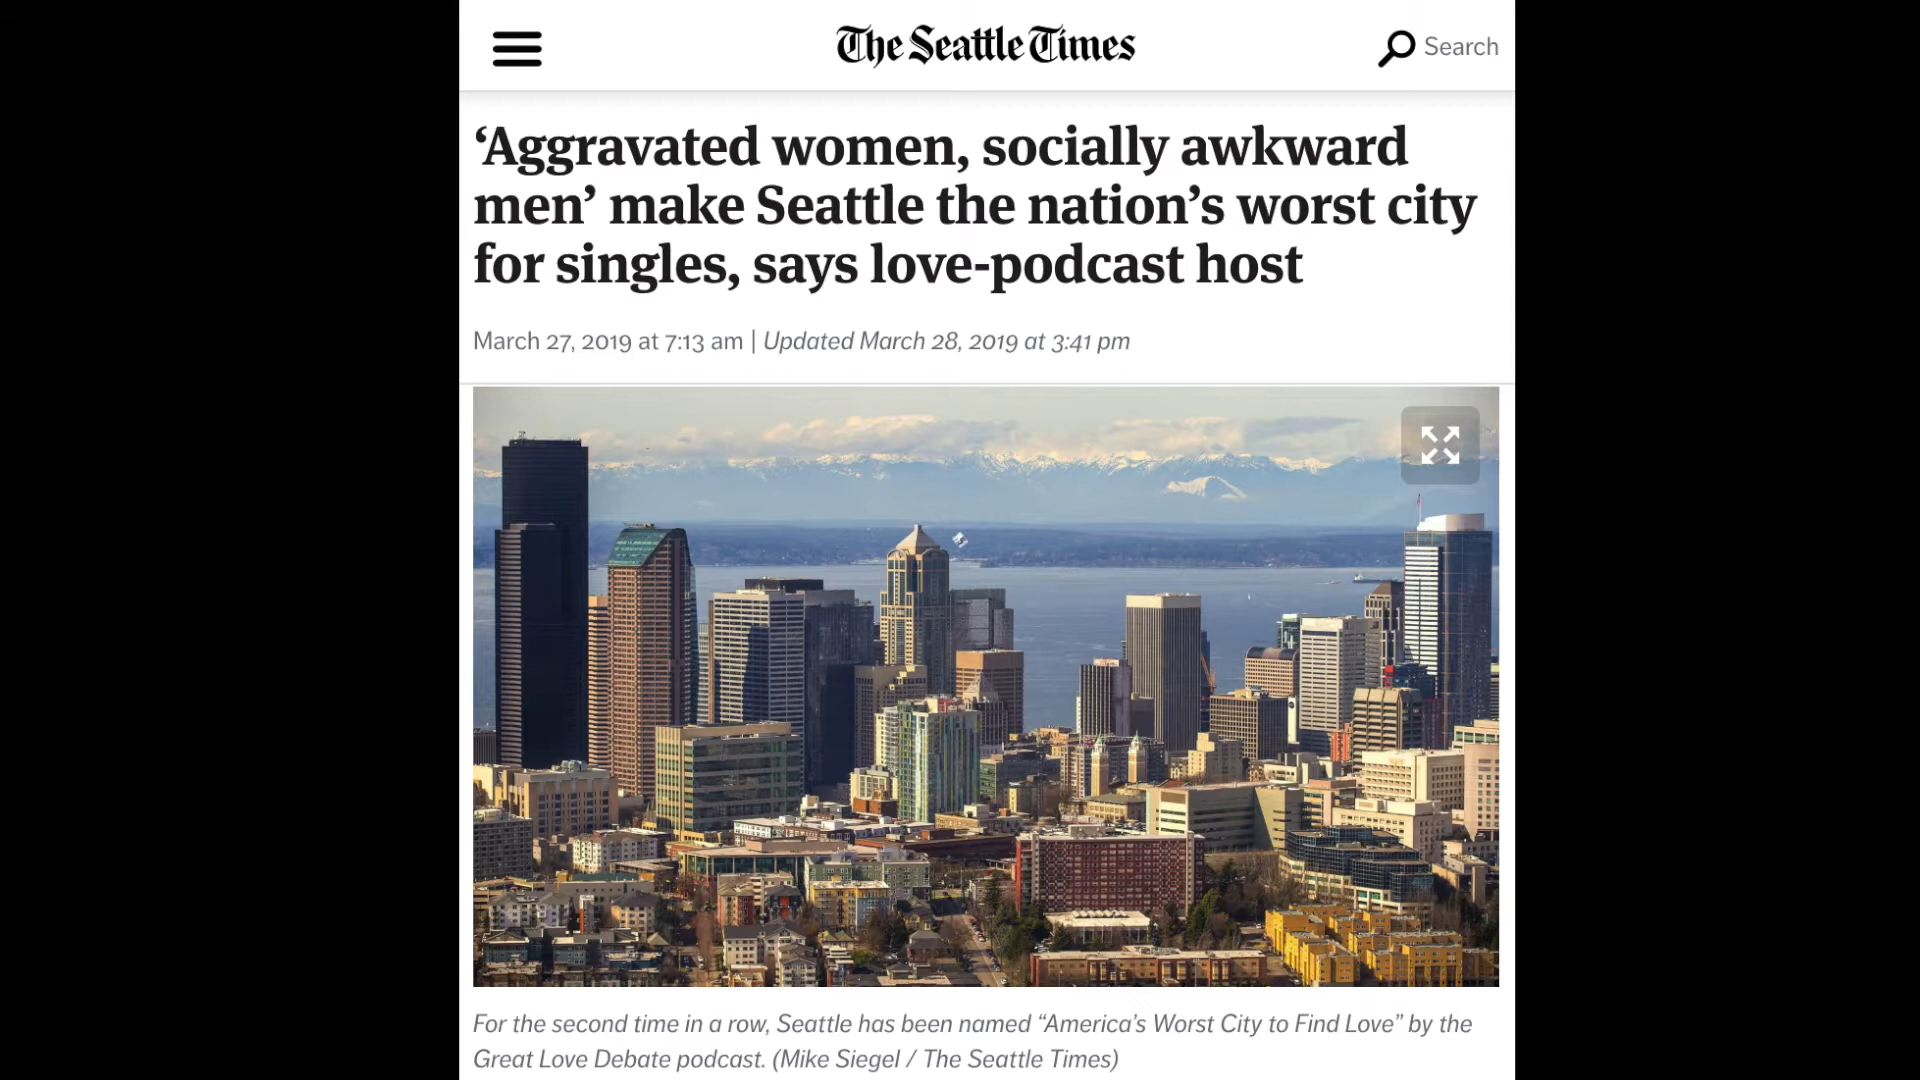 The Seattle Times
Search
‘Aggravated women, socially awkward
men’ make Seattle the nation’s worst city
for singles, says love-podcast host
March 27, 2019 at 7:13 am | Updated March 28, 2019 at 3:41 pm
For the second time in a row, Seattle has been named “America’s Worst City to Find Love” by the
Great Love Debate podcast. (Mike Siegel / The Seattle Times)